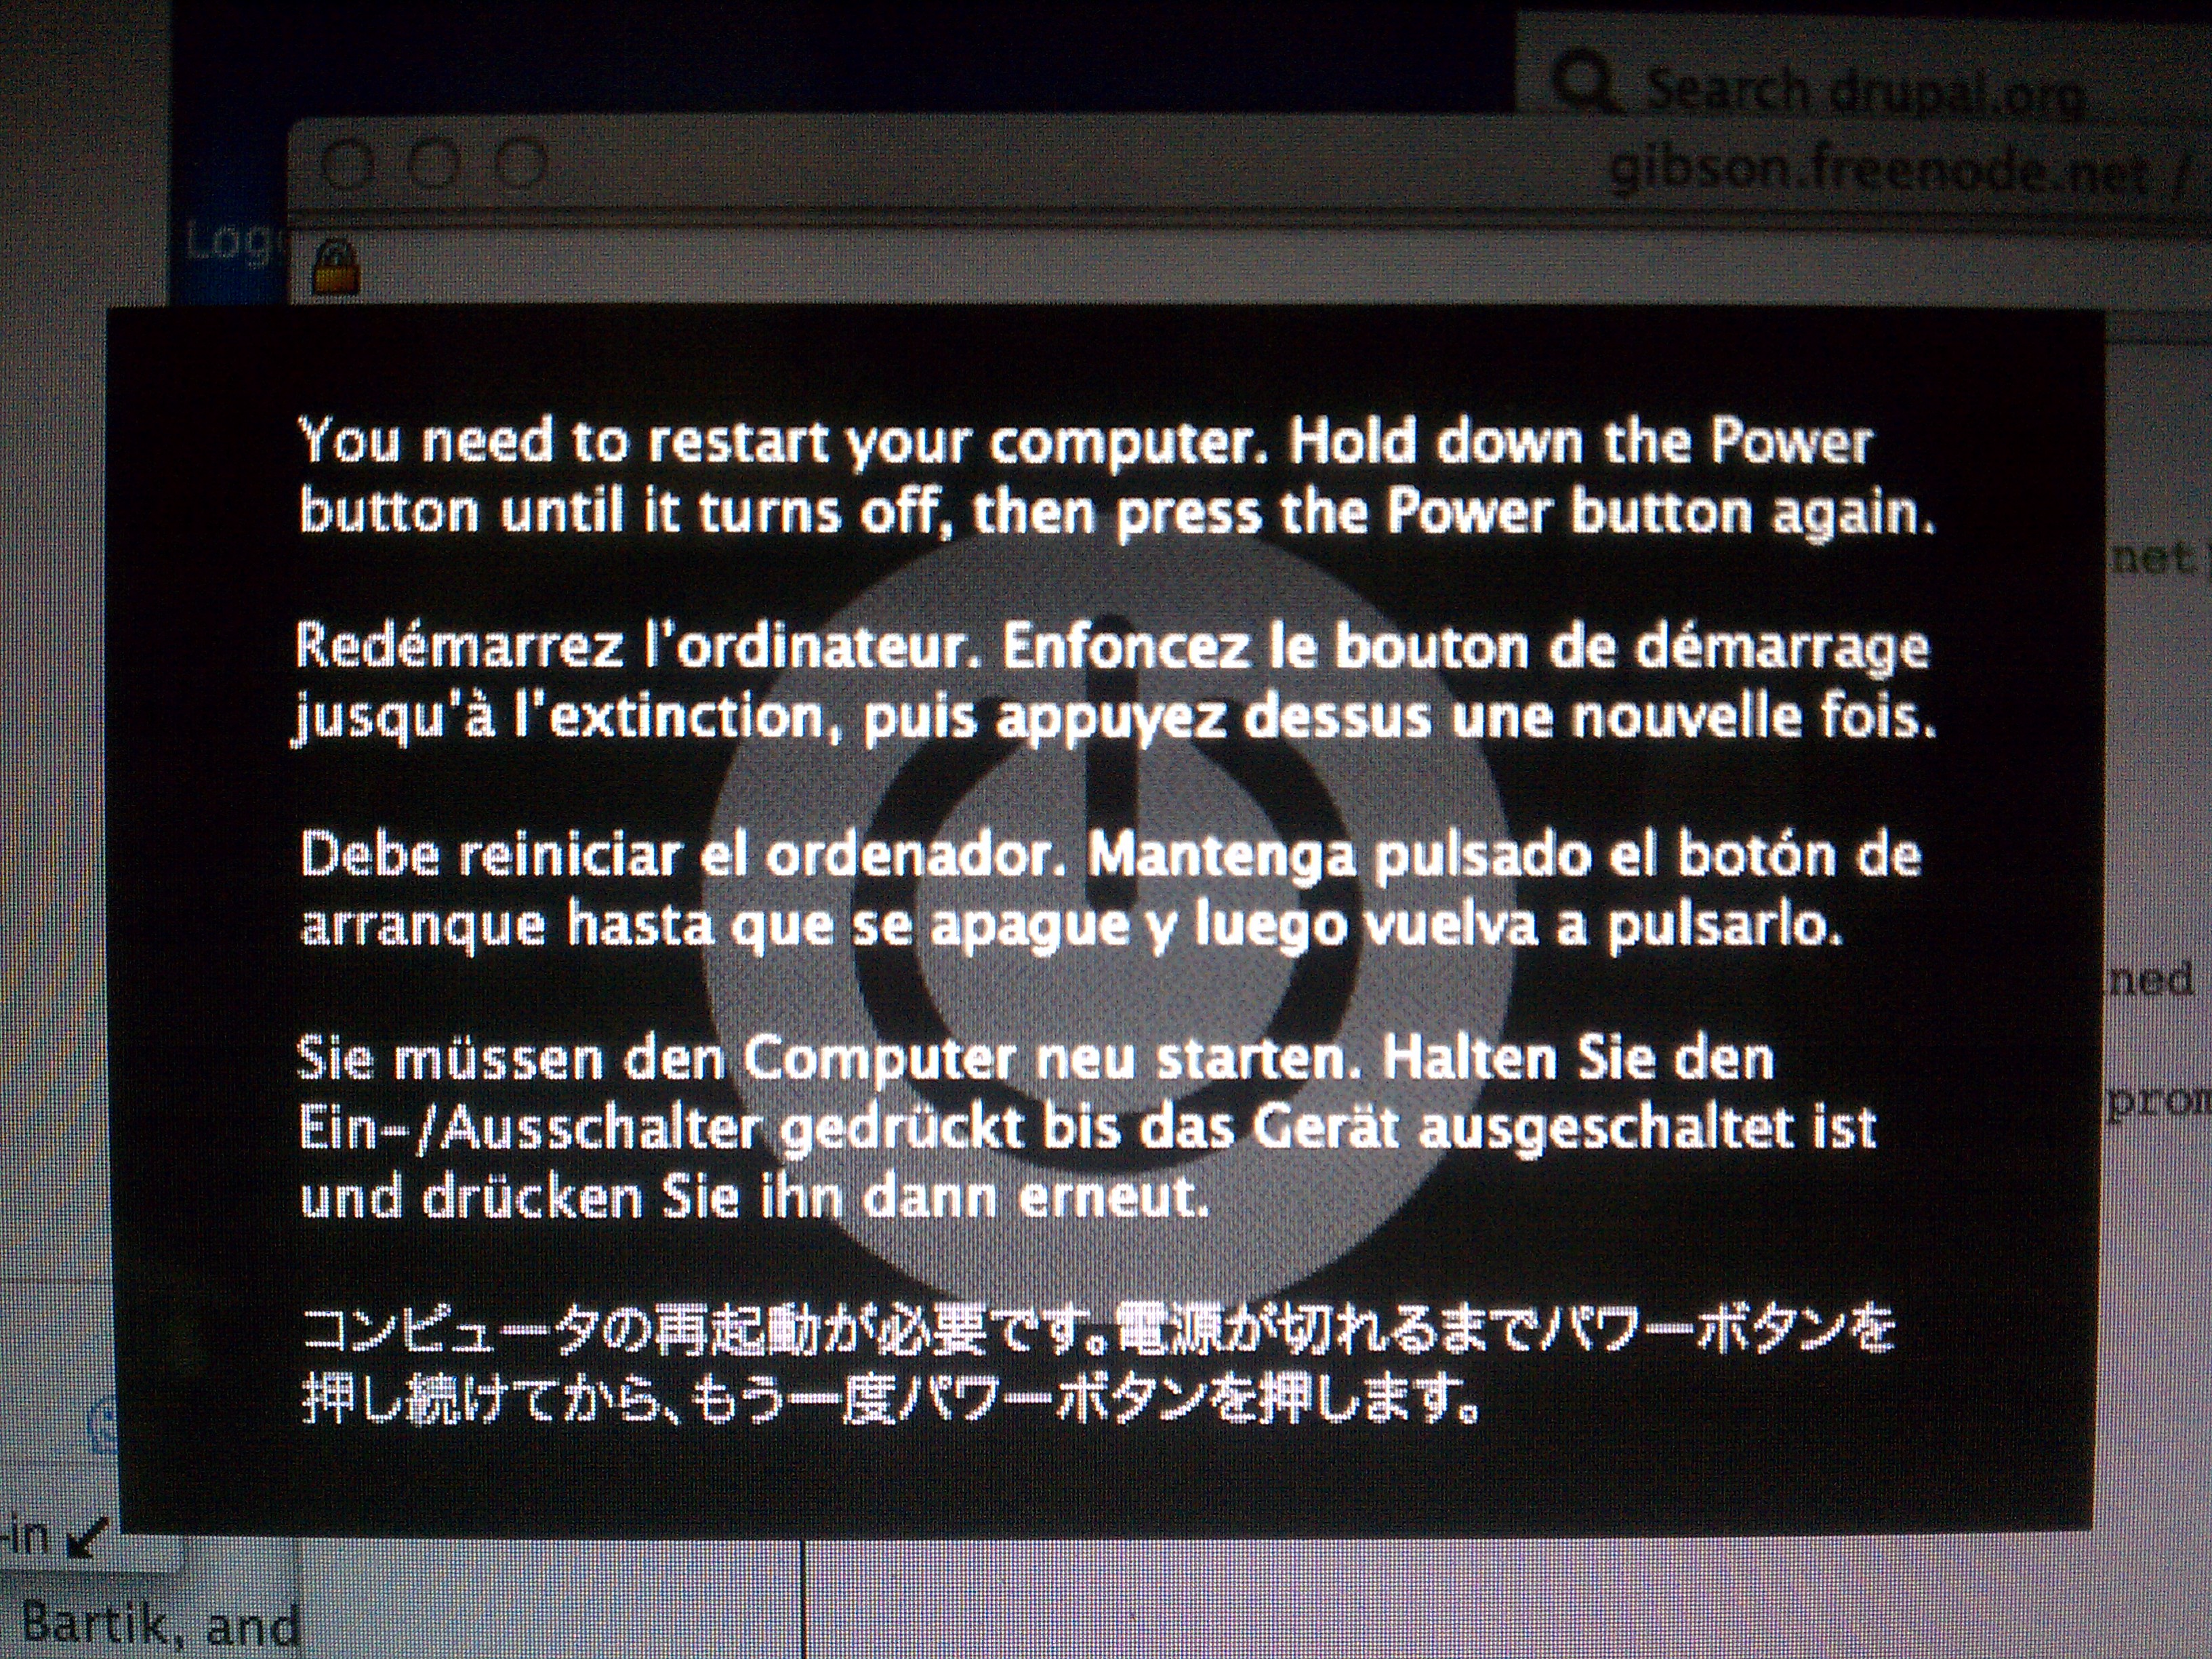 Search drupal.org
gibson.freenode.net /
You need to restart your computer. Hold down the Power
button until it turns off, then press the Power button again.
net
Redémarrez l'ordinateur. Enfoncez le bouton de démarrage
jusqu'à l'extinction, puis appuyez dessus une nouvelle fois.
Debe reiniciar el ordenador. Mantenga pulsado el botón de
arranque hasta que se apague y luego vuelva a pulsarlo.
ned
Sie müssen den Computer neu starten. Halten Sie den
Ein-/Ausschalter gedrückt bis das Gerät ausgeschaltet ist
und drücken Sie ihn dann erneut.
コンピュータの再起動が必要です。電源が切れるまでパワーボタンを
押し続けてから、もう一度パワーボタンを押します。
-in
Bartik, and